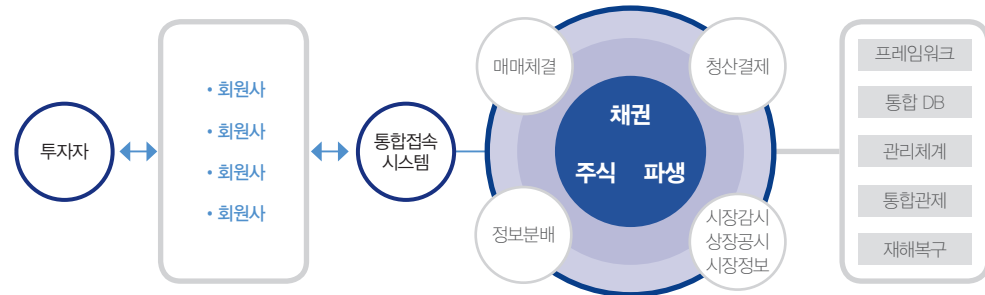 투자자
• 회원사
• 회원사
• 회원사
• 회원사
통합접속
시스템
매매체결
청산결제
채권
주식 파생
정보분배
시장감시
상장공시
시장정보
프레임워크
통합 DB
관리체계
통합관제
재해복구